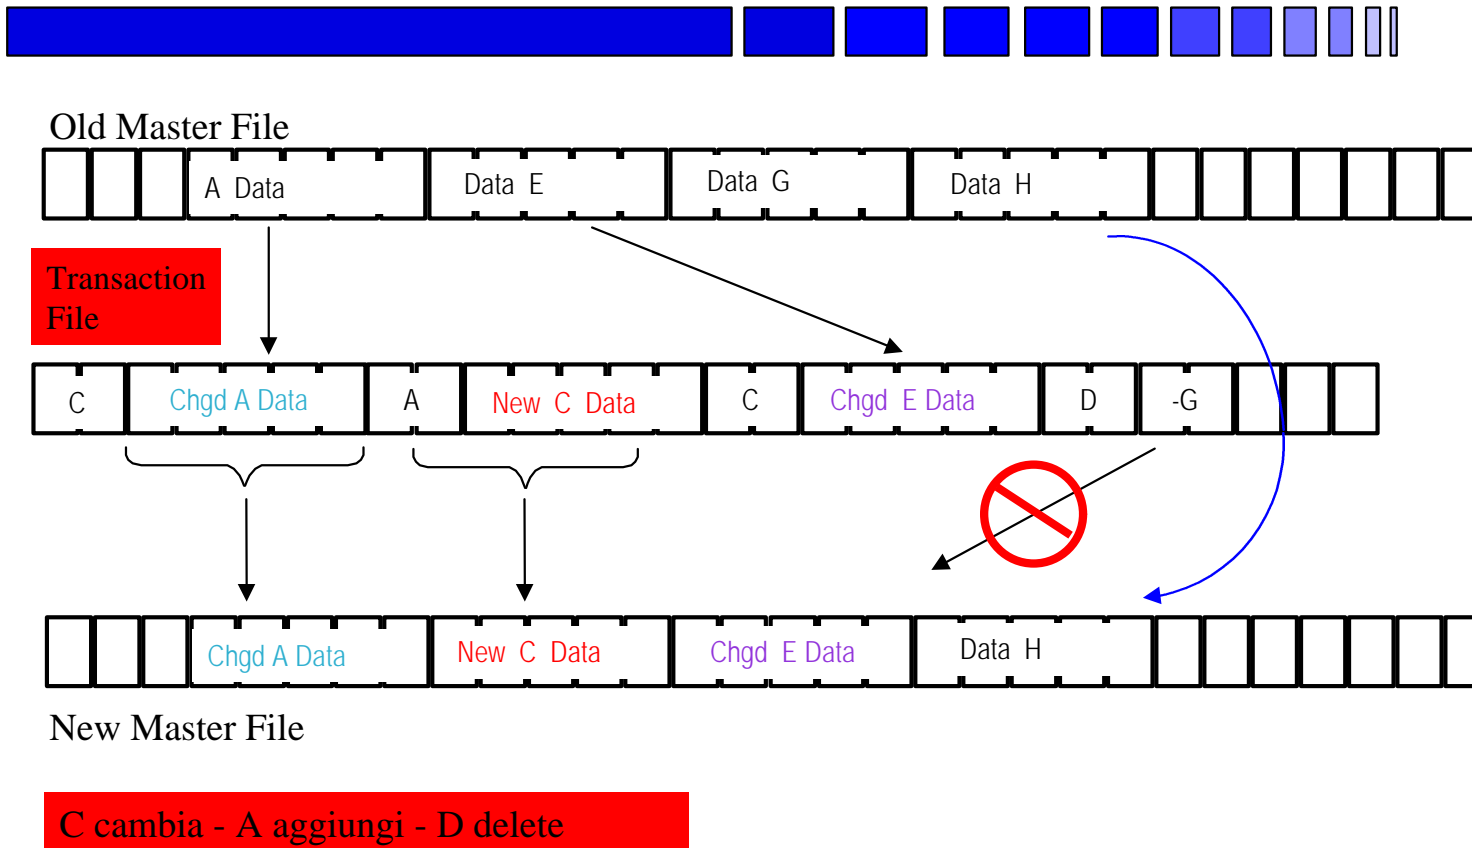 Old Master File
A Data Data E Data G Data H
Transaction
File
C Chgd A Data A New C Data C Chgd E Data D -G
Chgd A Data New C Data Chgd E Data Data H
New Master File
C cambia - A aggiungi - D delete